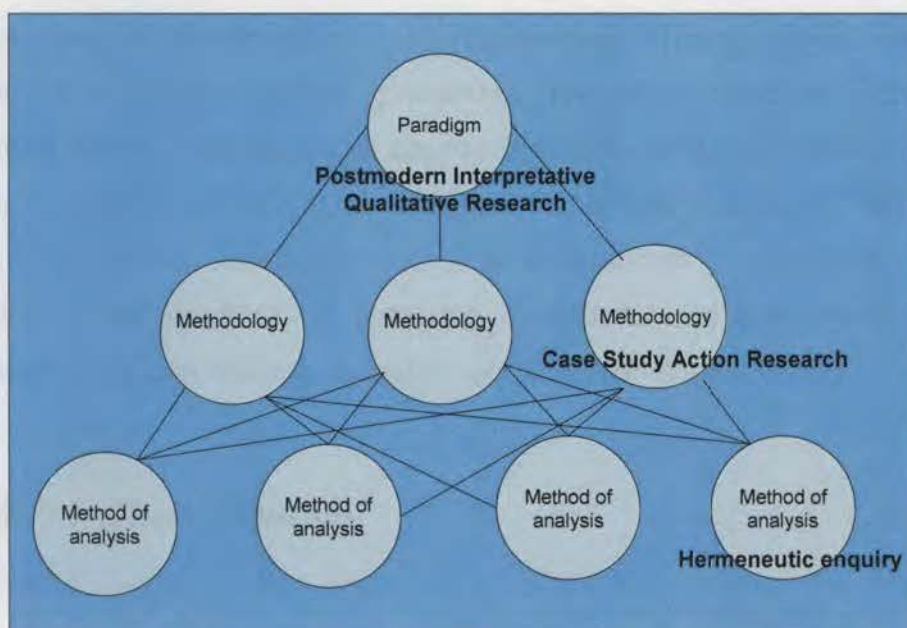 Paradigm
Postmodern Interpretative
Qualitative Research
Methodology
Methodology
Methodology
Case Study Action Research
Method of
analysis
Method of
analysis
Method of
analysis
Method of
analysis
Hermeneutic enquiry